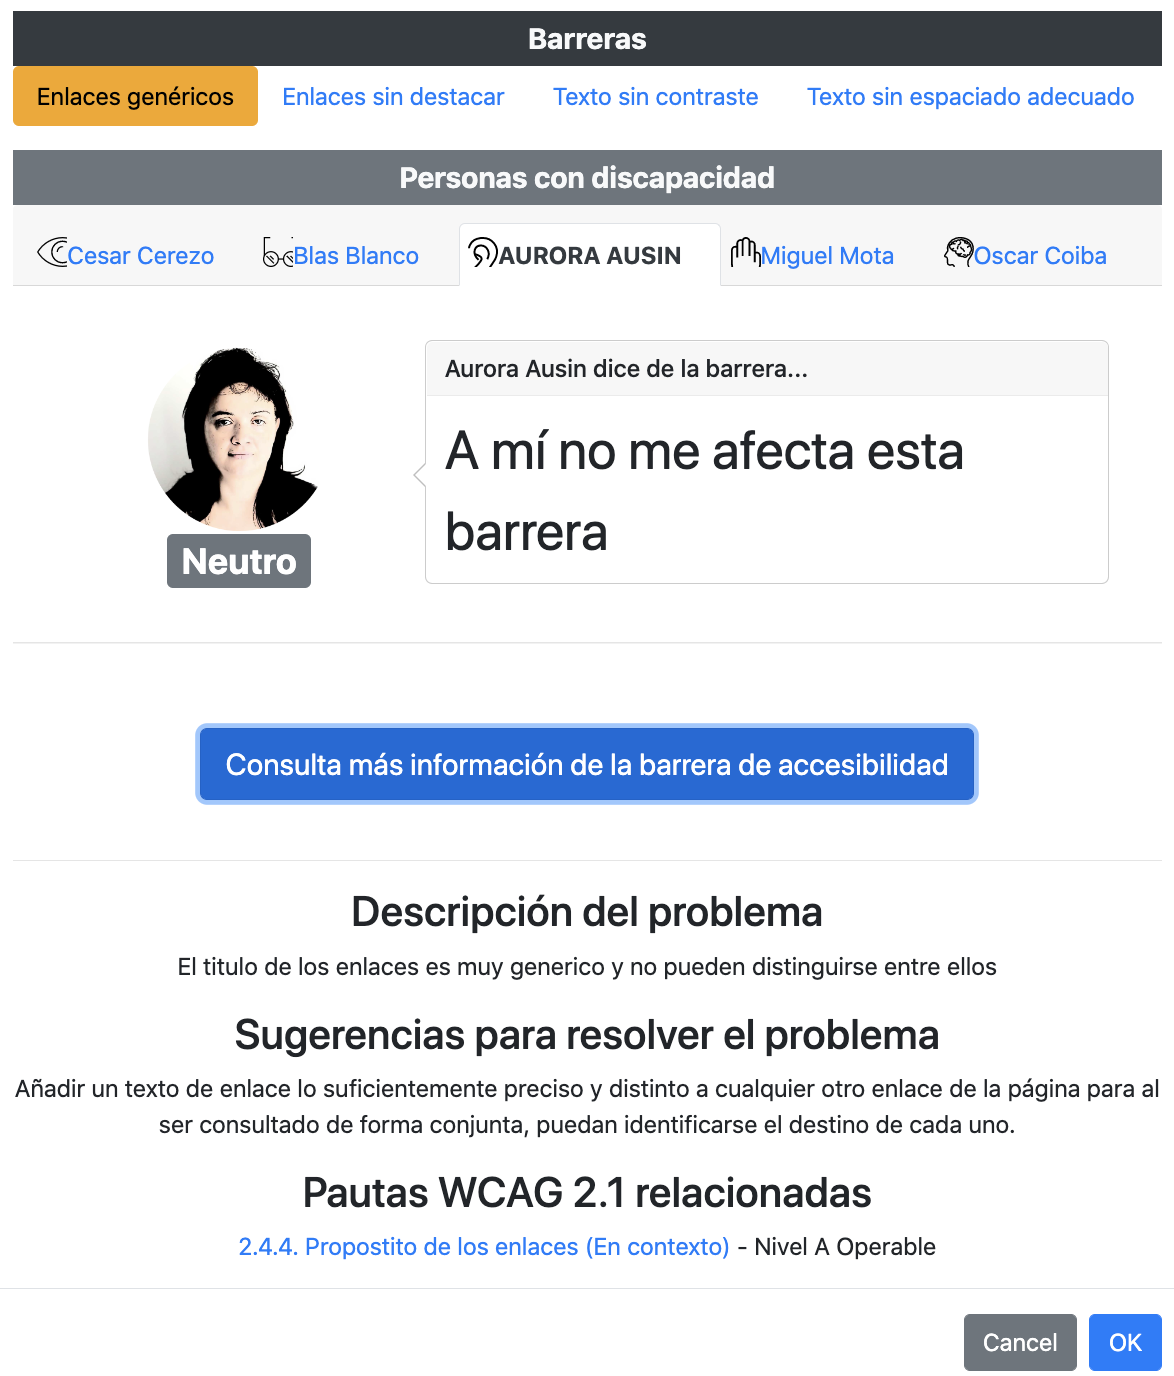 Barreras
Enlaces genéricos Enlaces sin destacar Texto sin contraste Texto sin espaciado adecuado
Personas con discapacidad
Cesar Cerezo Blas Blanco AURORA AUSIN Miguel Mota Oscar Coiba
Aurora Ausin dice de la barrera...
A mí no me afecta esta
barrera
Neutro
Consulta más información de la barrera de accesibilidad
Descripción del problema
El titulo de los enlaces es muy generico y no pueden distinguirse entre ellos
Sugerencias para resolver el problema
Añadir un texto de enlace lo suficientemente preciso y distinto a cualquier otro enlace de la página para al
ser consultado de forma conjunta, puedan identificarse el destino de cada uno.
Pautas WCAG 2.1 relacionadas
2.4.4. Propostito de los enlaces (En contexto) - Nivel A Operable
Cancel OK